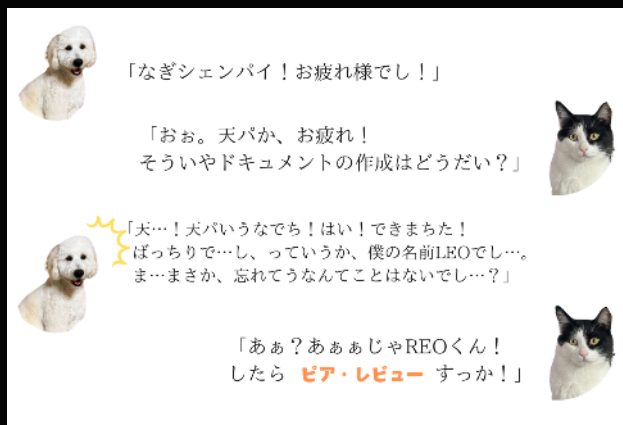 「なぎシェンパイ！お疲れ様でし！」
「おぉ。天パか、お疲れ！
そういやドキュメントの作成はどうだい？」
「天…！天パいうなでち！はい！できまちた！
ばっちりで…し、っていうか、僕の名前LEOでし…。
ま…まさか、忘れてうなんてことはないでし…？」
「あぁ？あぁぁじゃREOくん！
したら ピア・レビュー すっか！」